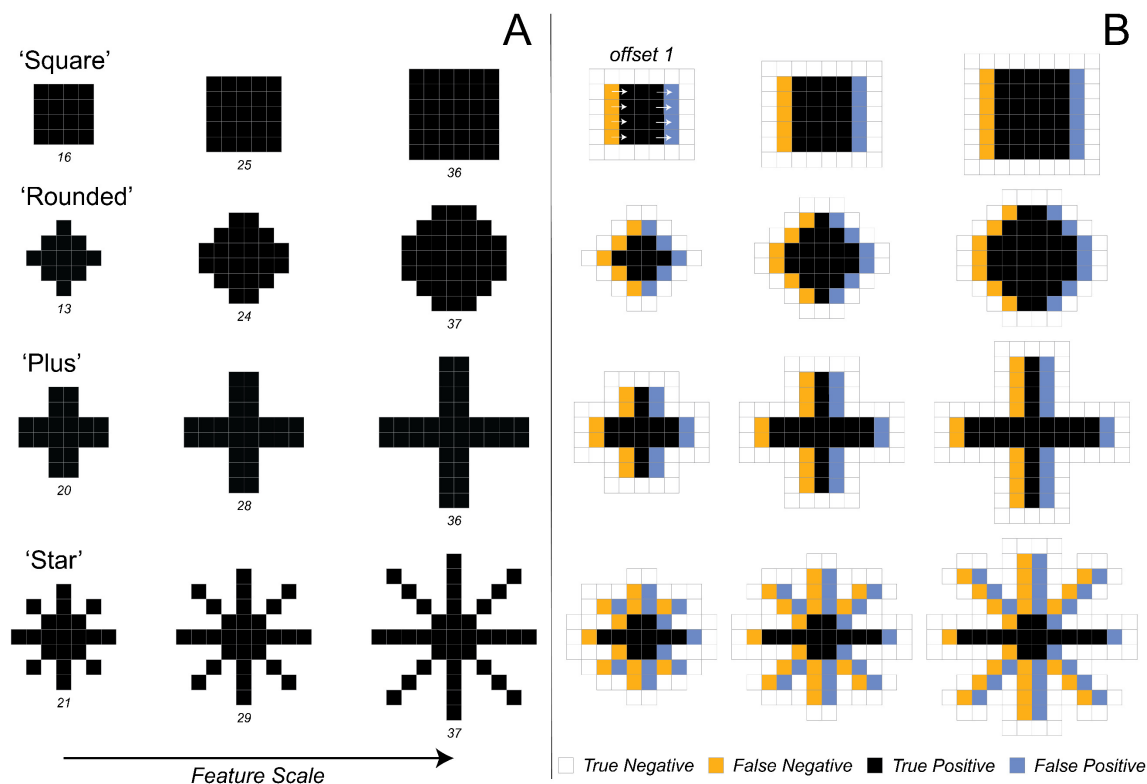 A
B
‘Square’
16
25
36
offset 1
‘Rounded’
13
24
37
‘Plus’
20
28
36
‘Star’
21
29
37
Feature Scale
True Negative False Negative True Positive False Positive